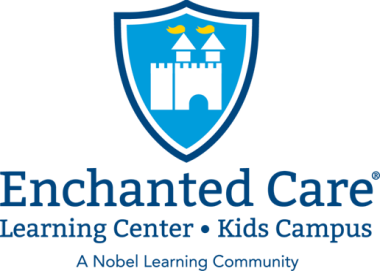 Enchanted Care®
Learning Center • Kids Campus
A Nobel Learning Community